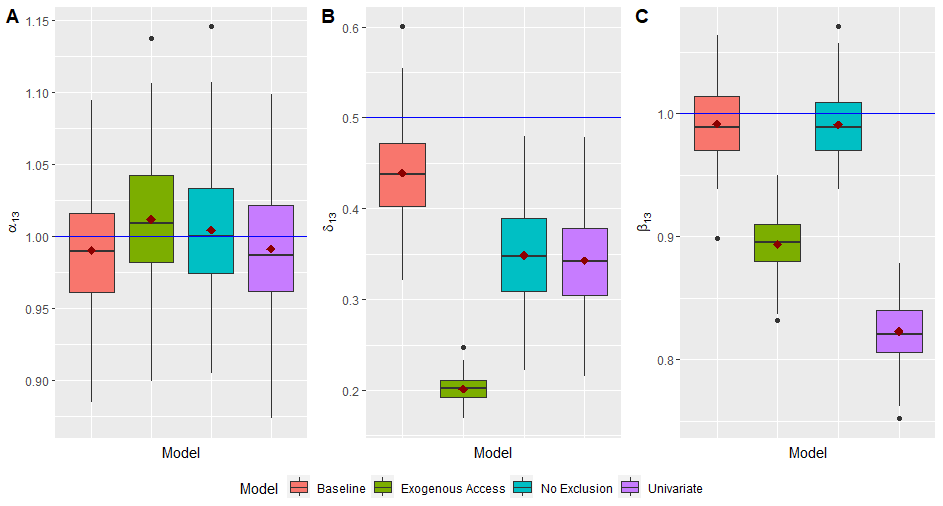 A
1.15
1.10
1.05
1.00
0.95
0.90
α13
Model
B
0.6
0.5
0.4
0.3
0.2
δ13
Model
C
1.0
0.9
0.8
β13
Model
Model Baseline Exogenous Access No Exclusion Univariate